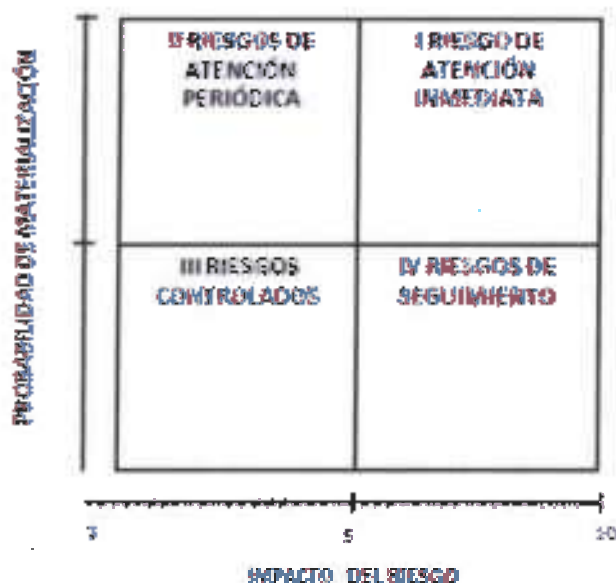 PROBABILIDAD DE MATERIALIZACIÓN
II RIESGOS DE
ATENCIÓN
PERIÓDICA
I RIESGO DE
ATENCIÓN
INMEDIATA
III RIESGOS
CONTROLADOS
IV RIESGOS DE
SEGUIMIENTO
5
10
IMPACTO DEL RIESGO